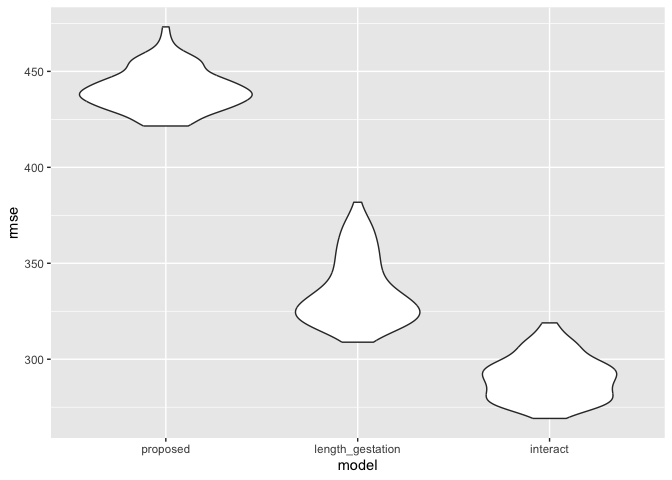 450
400
350
300
rmse
proposed length_gestation interact
model